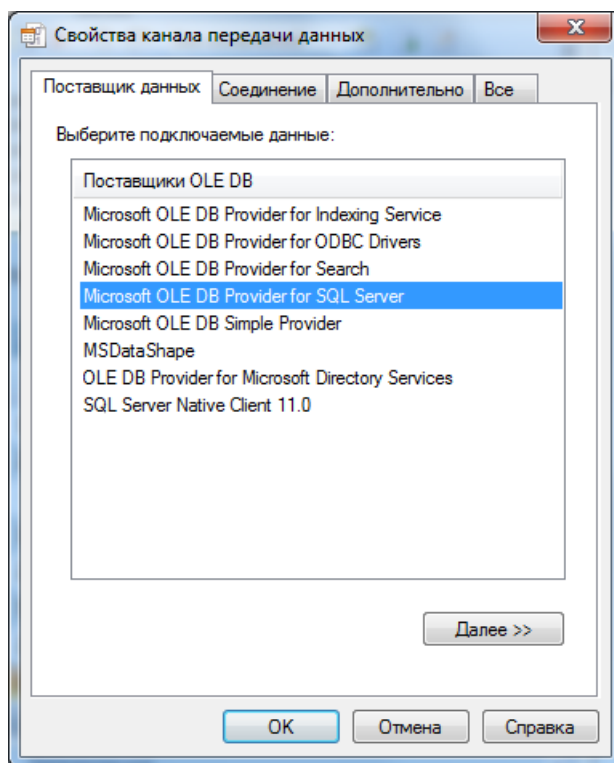 Свойства канала передачи данных
Поставщик данных Соединение Дополнительно Все
Выберите подключаемые данные:
Поставщики OLE DB
Microsoft OLE DB Provider for Indexing Service
Microsoft OLE DB Provider for ODBC Drivers
Microsoft OLE DB Provider for Search
Microsoft OLE DB Provider for SQL Server
Microsoft OLE DB Simple Provider
MSDataShape
OLE DB Provider for Microsoft Directory Services
SQL Server Native Client 11.0
Далее >>
OK Отмена Справка